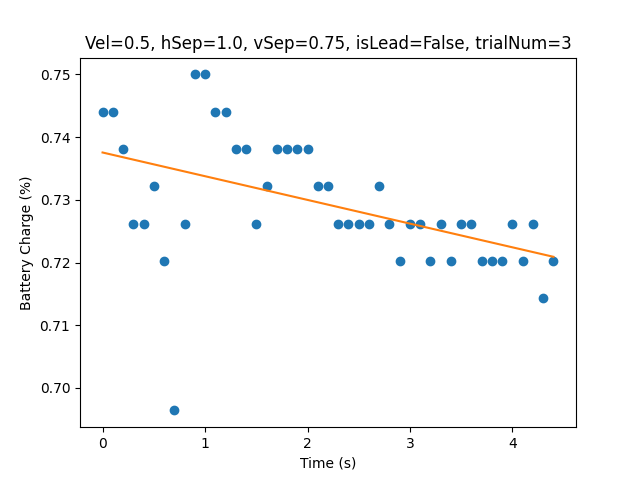 Vel=0.5, hSep=1.0, vSep=0.75, isLead=False, trialNum=3
0.75
0.74
0.73
0.72
0.71
0.70
Battery Charge (%)
0 1 2 3 4
Time (s)